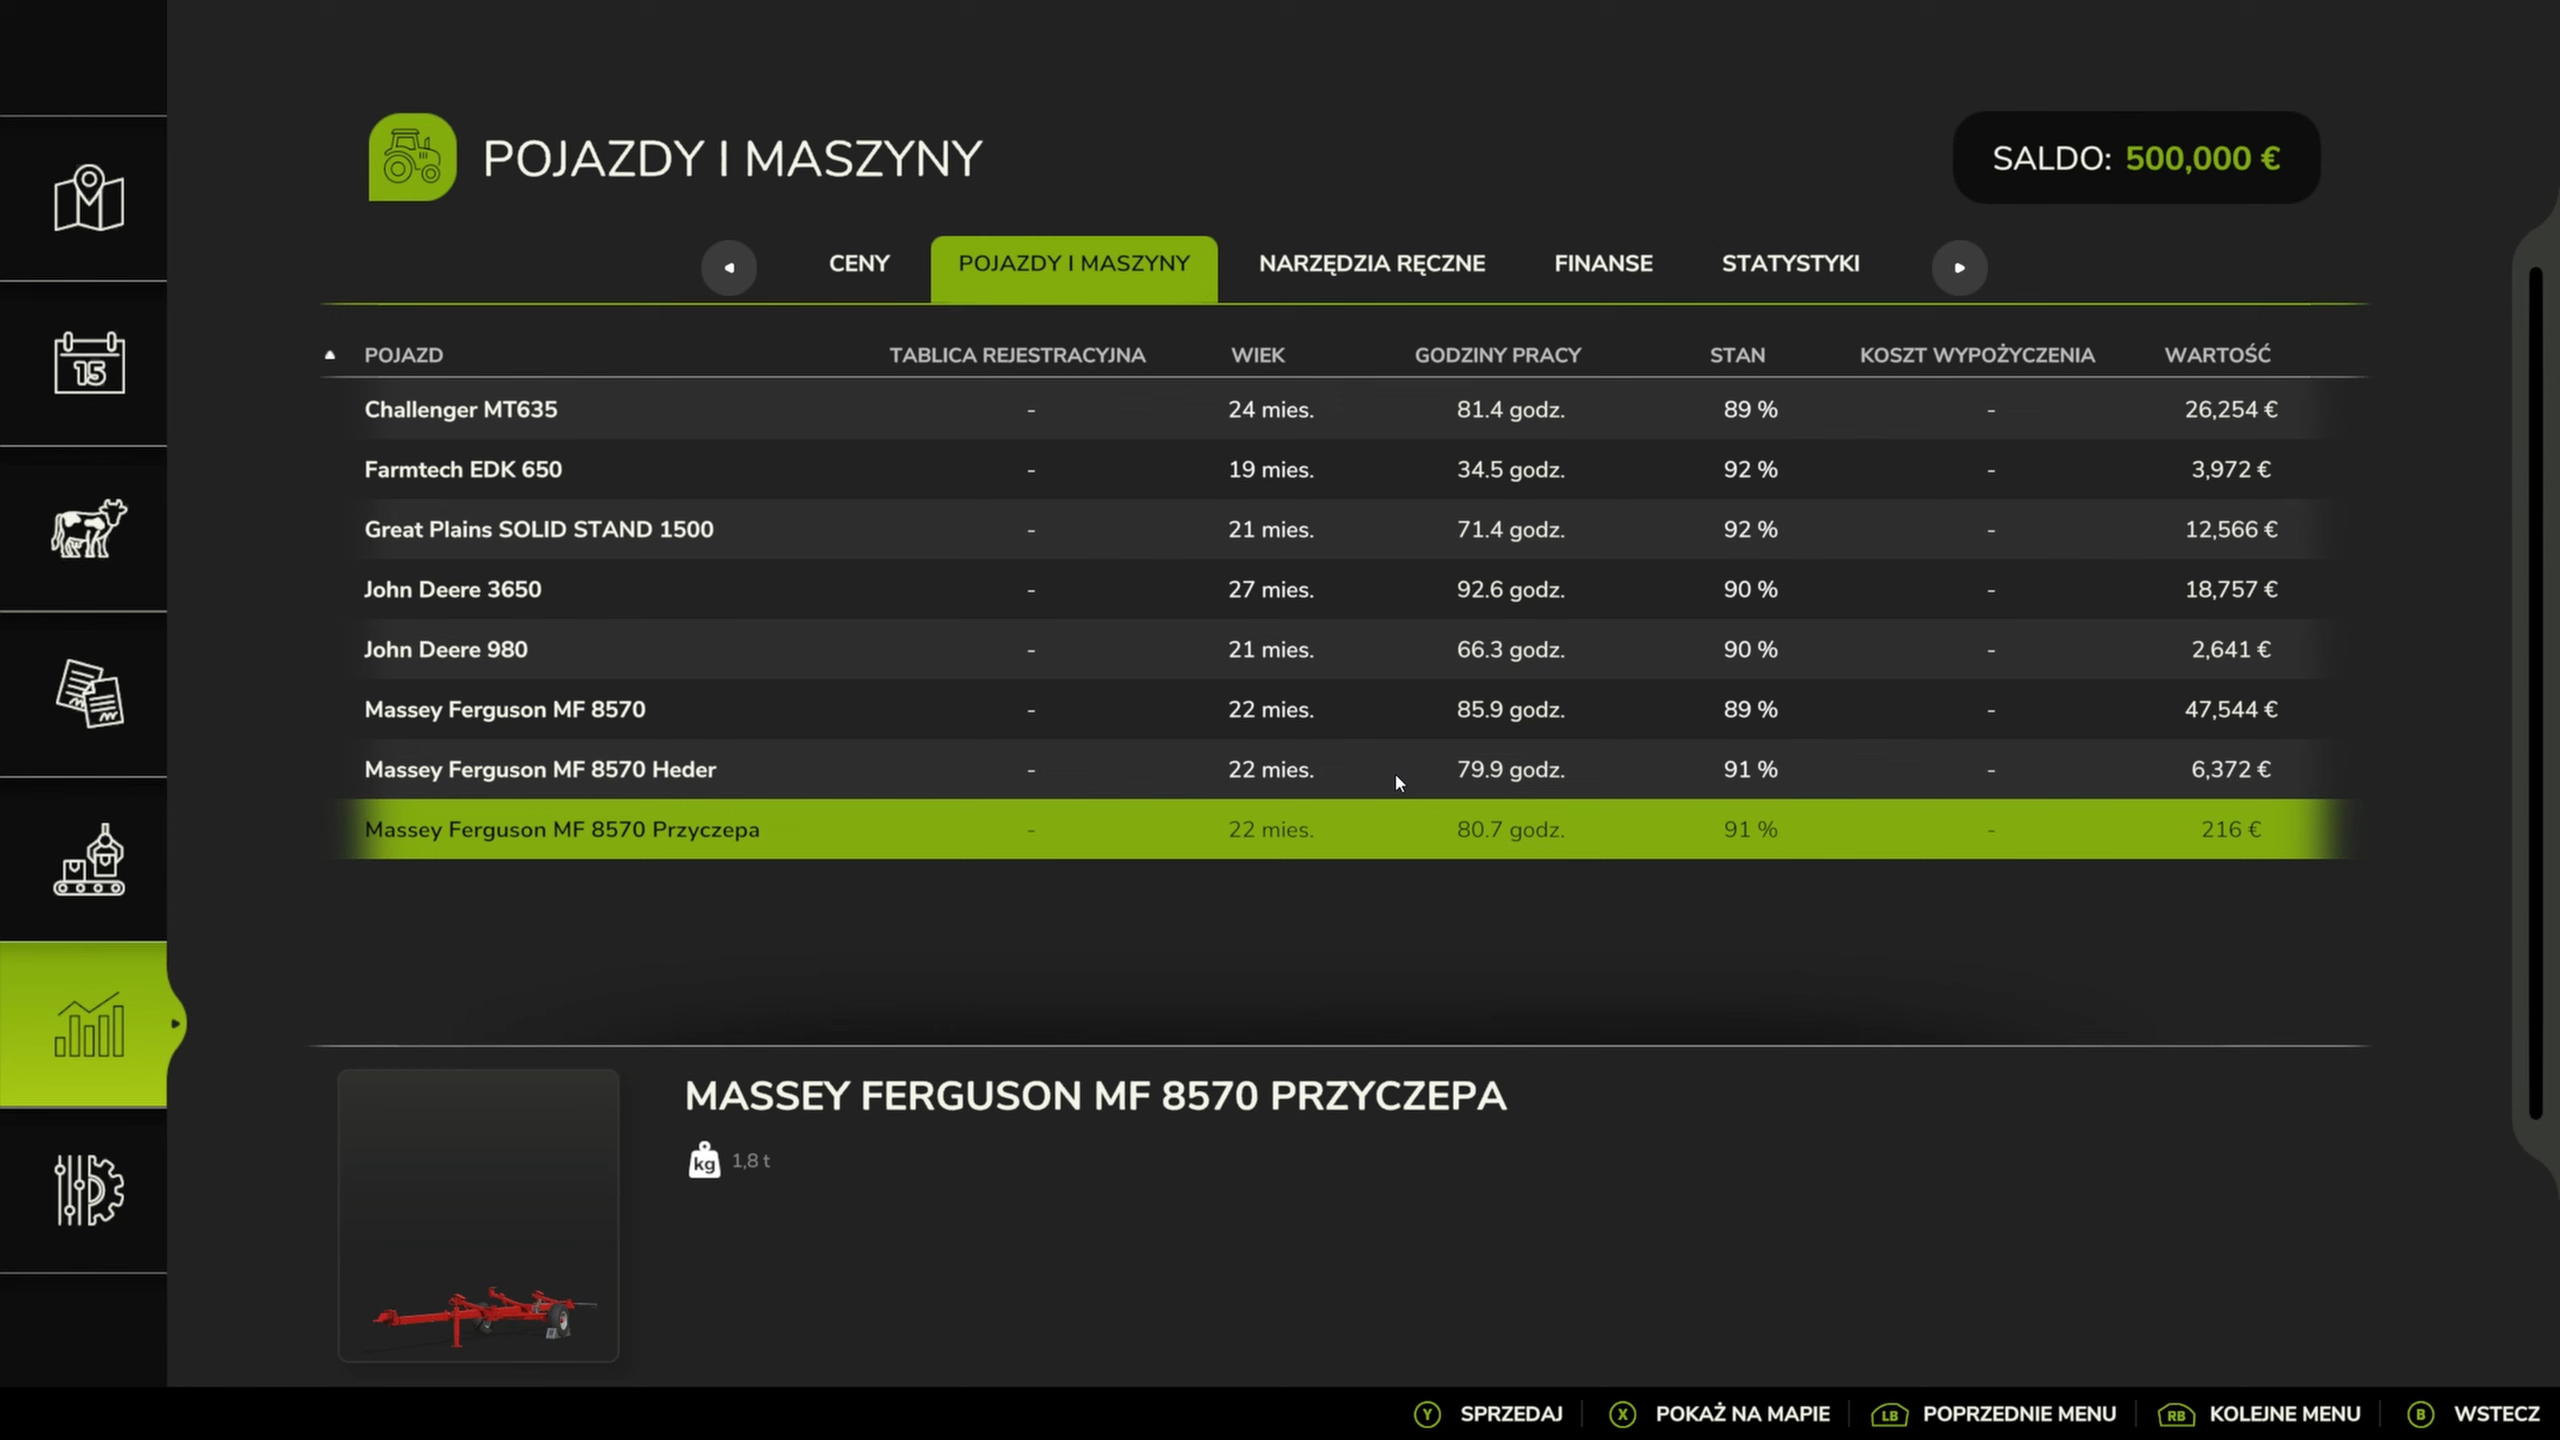 POJAZDY I MASZYNY
SALDO: 500,000 €
CENY POJAZDY I MASZYNY NARZĘDZIA RĘCZNE FINANSE STATYSTYKI
POJAZD TABLICA REJESTRACYJNA WIEK GODZINY PRACY STAN KOSZT WYPOŻYCZENIA WARTOŚĆ
Challenger MT635 - 24 mies. 81.4 godz. 89 % - 26,254 €
Farmtech EDK 650 - 19 mies. 34.5 godz. 92 % - 3,972 €
Great Plains SOLID STAND 1500 - 21 mies. 71.4 godz. 92 % - 12,566 €
John Deere 3650 - 27 mies. 92.6 godz. 90 % - 18,757 €
John Deere 980 - 21 mies. 66.3 godz. 90 % - 2,641 €
Massey Ferguson MF 8570 - 22 mies. 85.9 godz. 89 % - 47,544 €
Massey Ferguson MF 8570 Heder - 22 mies. 79.9 godz. 91 % - 6,372 €
Massey Ferguson MF 8570 Przyczepa - 22 mies. 80.7 godz. 91 % - 216 €
15
MASSEY FERGUSON MF 8570 PRZYCZEPA
kg 1,8 t
Y SPRZEDAJ X POKAŻ NA MAPIE LB POPRZEDNIE MENU RB KOLEJNE MENU B WSTECZ